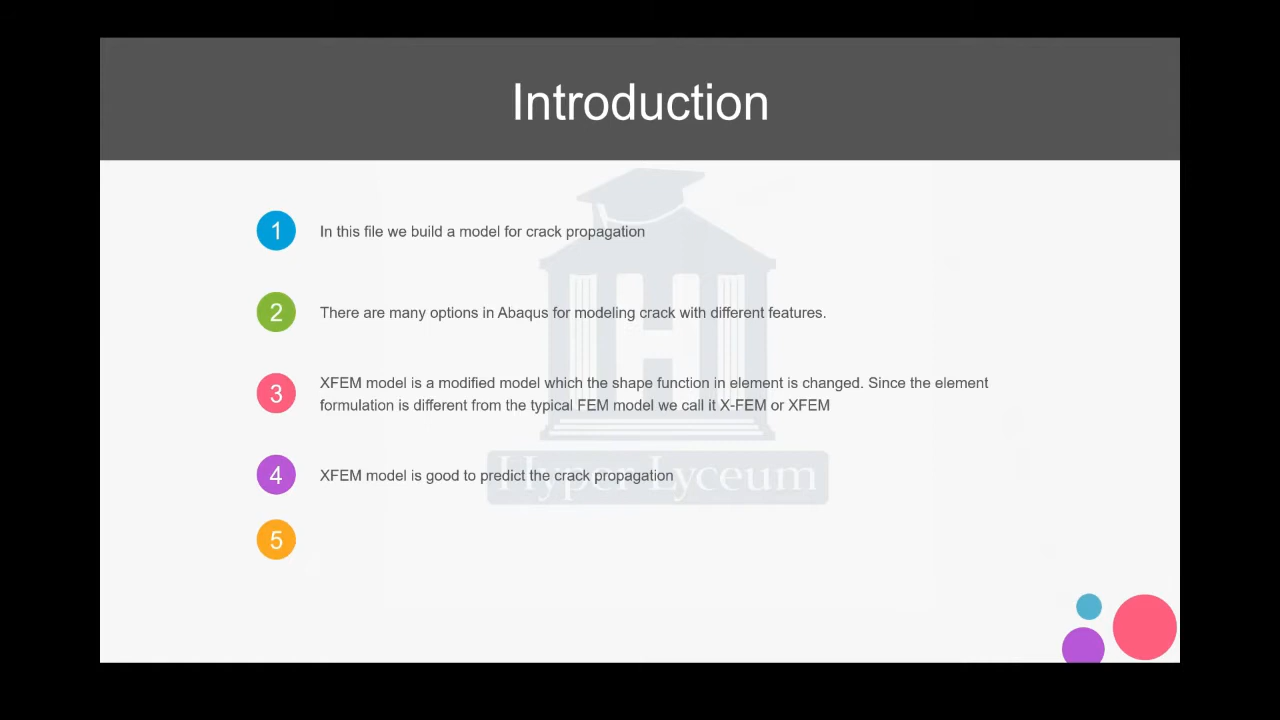 Introduction
1 In this file we build a model for crack propagation
2 There are many options in Abaqus for modeling crack with different features.
3 XFEM model is a modified model which the shape function in element is changed. Since the element
formulation is different from the typical FEM model we call it X-FEM or XFEM
4 XFEM model is good to predict the crack propagation
Hyper Lyceum
5